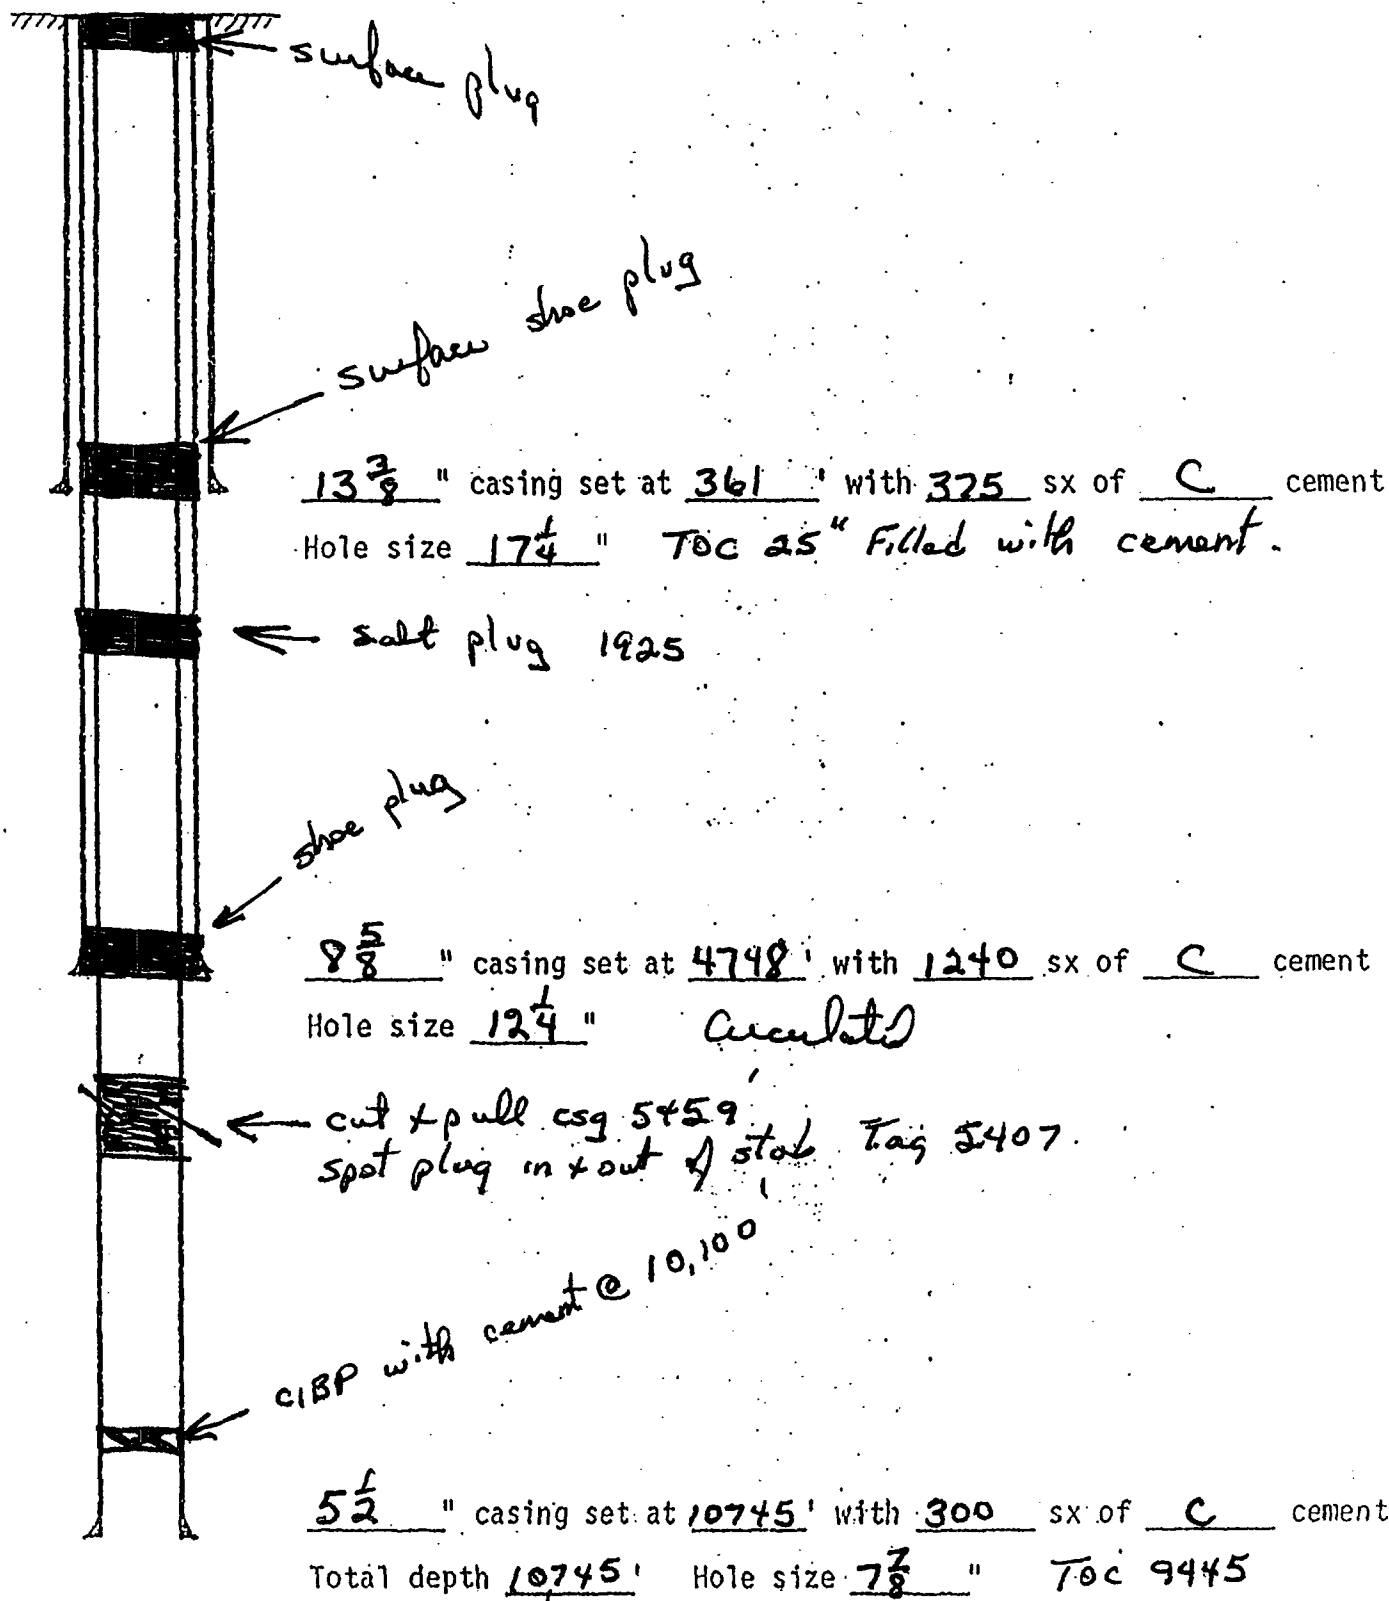 surface plug
surface shoe plug
13 3/8 " casing set at 361 ' with 375 sx of C cement
Hole size 17 1/4 " TOC 25" Filled with cement.
salt plug 1925
shoe plug
8 5/8 " casing set at 4748 ' with 1240 sx of C cement
Hole size 12 1/4 " Circulated
cut + pull csg 5459'
spot plug in + out of stob Tag 5407.
CIBP with cement @ 10,100'
5 1/2 " casing set at 10745' with 300 sx of C cement
Total depth 10745' Hole size 7 7/8 " TOC 9445